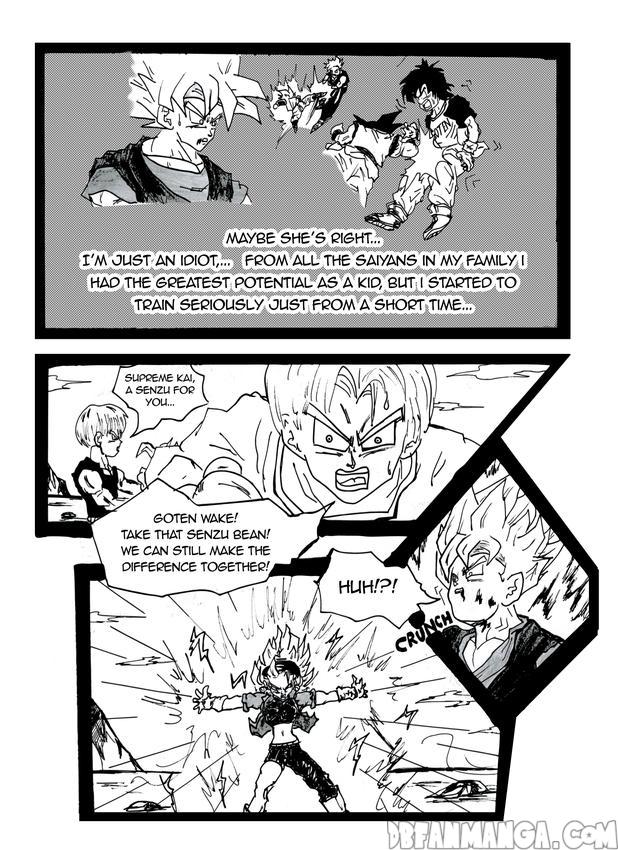 MAYBE SHE'S RIGHT...
I'M JUST AN IDIOT,... FROM ALL THE SAIYANS IN MY FAMILY I
HAD THE GREATEST POTENTIAL AS A KID, BUT I STARTED TO
TRAIN SERIOUSLY JUST FROM A SHORT TIME...
SUPREME KAI,
A SENZU FOR
YOU...
GOTEN WAKE!
TAKE THAT SENZU BEAN!
WE CAN STILL MAKE THE
DIFFERENCE TOGETHER!
HUH!?!
CRUNCH
DBFANMANGA.COM